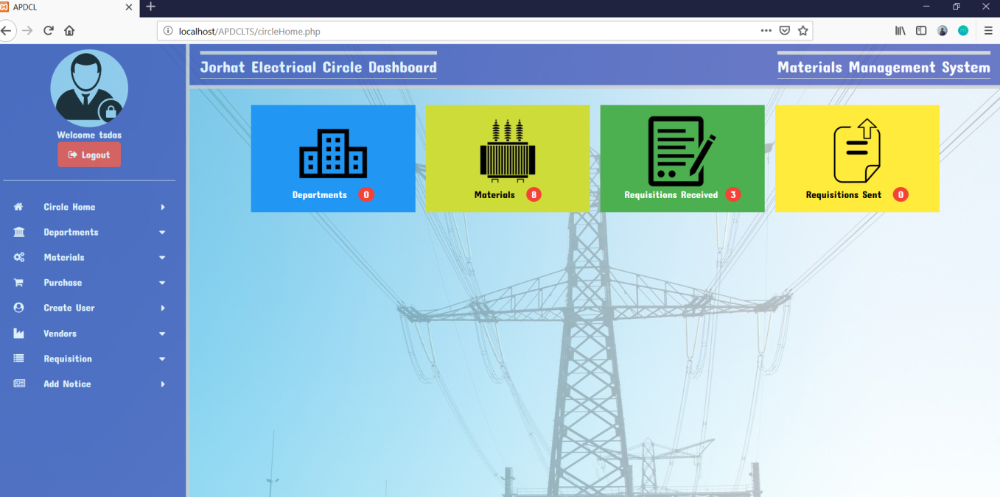 APDCL
localhost/APDCLTS/circleHome.php
Welcome tsdas
Logout
Circle Home
Departments
Materials
Purchase
Create User
Vendors
Requisition
Add Notice
Jorhat Electrical Circle Dashboard
Materials Management System
Departments 0
Materials 8
Requisitions Received 3
Requisitions Sent 0